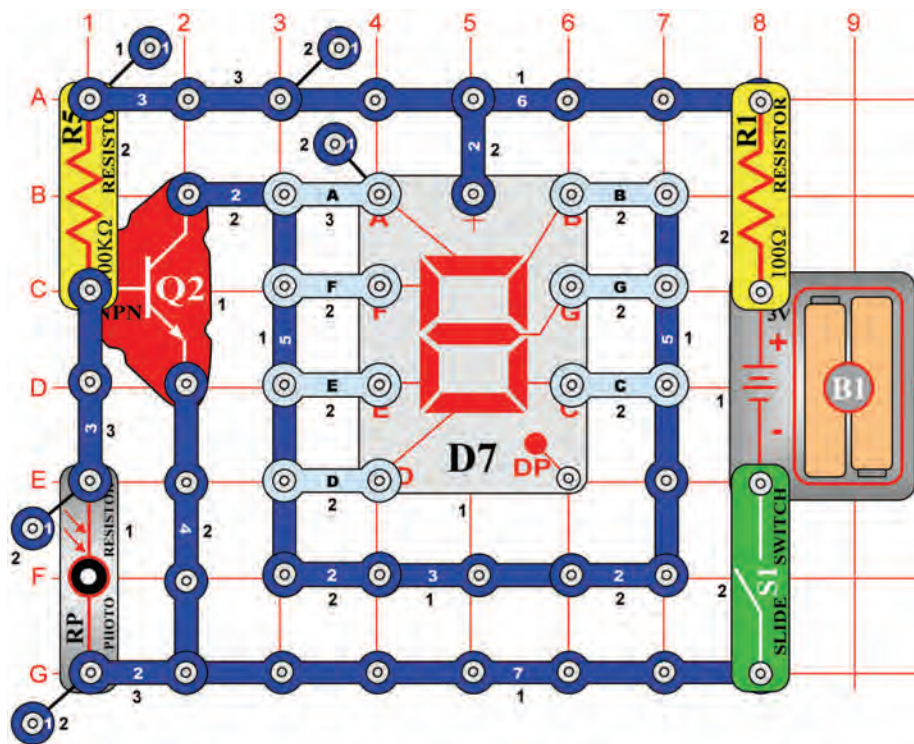 1 2 3 4 5 6 7 8 9
1 1 2 1
3 1
A 3 6
R5 RESISTOR 100KΩ 2
2 1
2 2
R1 RESISTOR 100Ω 2
B 2 A A + B B
2 3 2
C NPN Q2 1 F F G G
2 2
1 5 5 1
3V + - B1 1
D E E C C
2 2
3 3
D7 DP
E D D
2 1
2 1
RP PHOTO RESISTOR 1
4 2
F 2 3 2
2 1 2
S1 SLIDE SWITCH 2
G 2 7
3 1
1 2